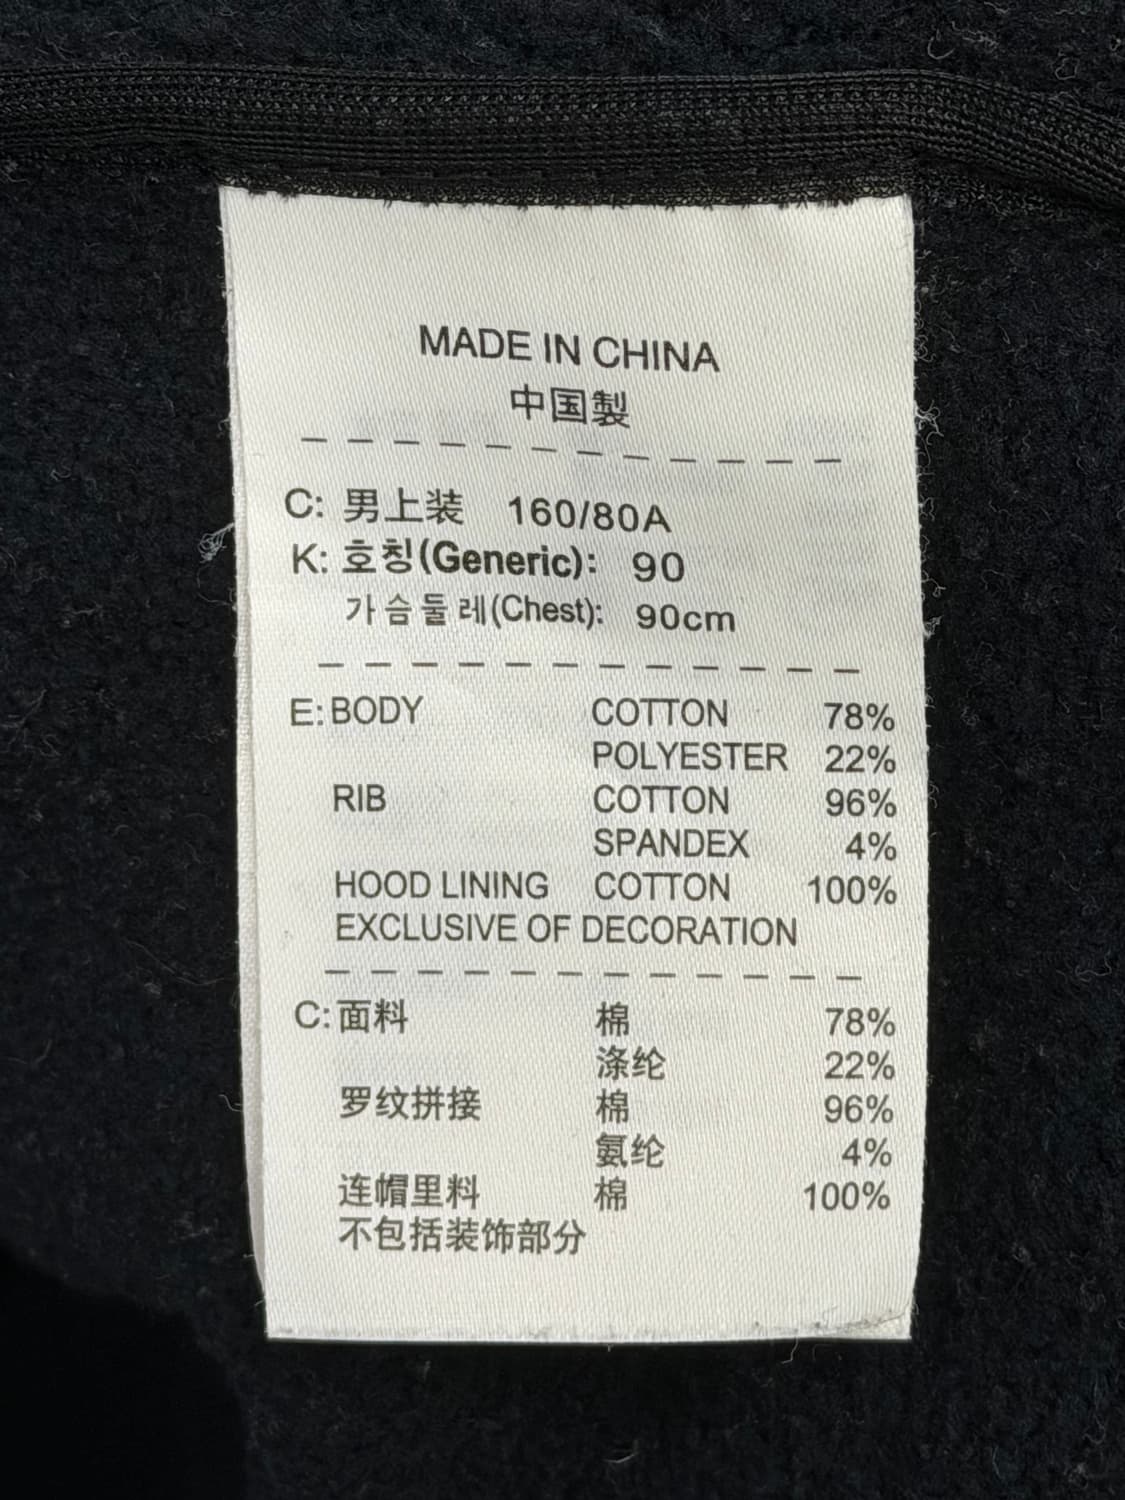 MADE IN CHINA
中国製
C: 男上装 160/80A
K: 호칭(Generic): 90
가슴둘레(Chest): 90cm
E: BODY COTTON 78%
POLYESTER 22%
RIB COTTON 96%
SPANDEX 4%
HOOD LINING COTTON 100%
EXCLUSIVE OF DECORATION
C: 面料 棉 78%
涤纶 22%
罗纹拼接 棉 96%
氨纶 4%
连帽里料 棉 100%
不包括装饰部分